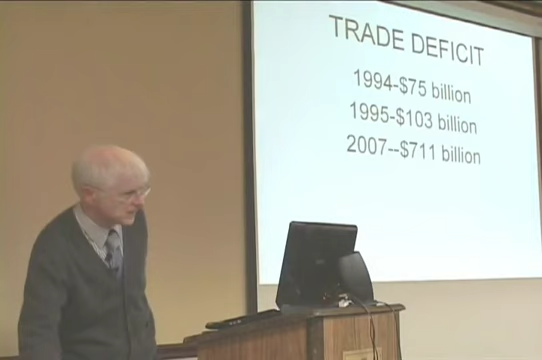 TRADE DEFICIT
1994-$75 billion
1995-$103 billion
2007--$711 billion